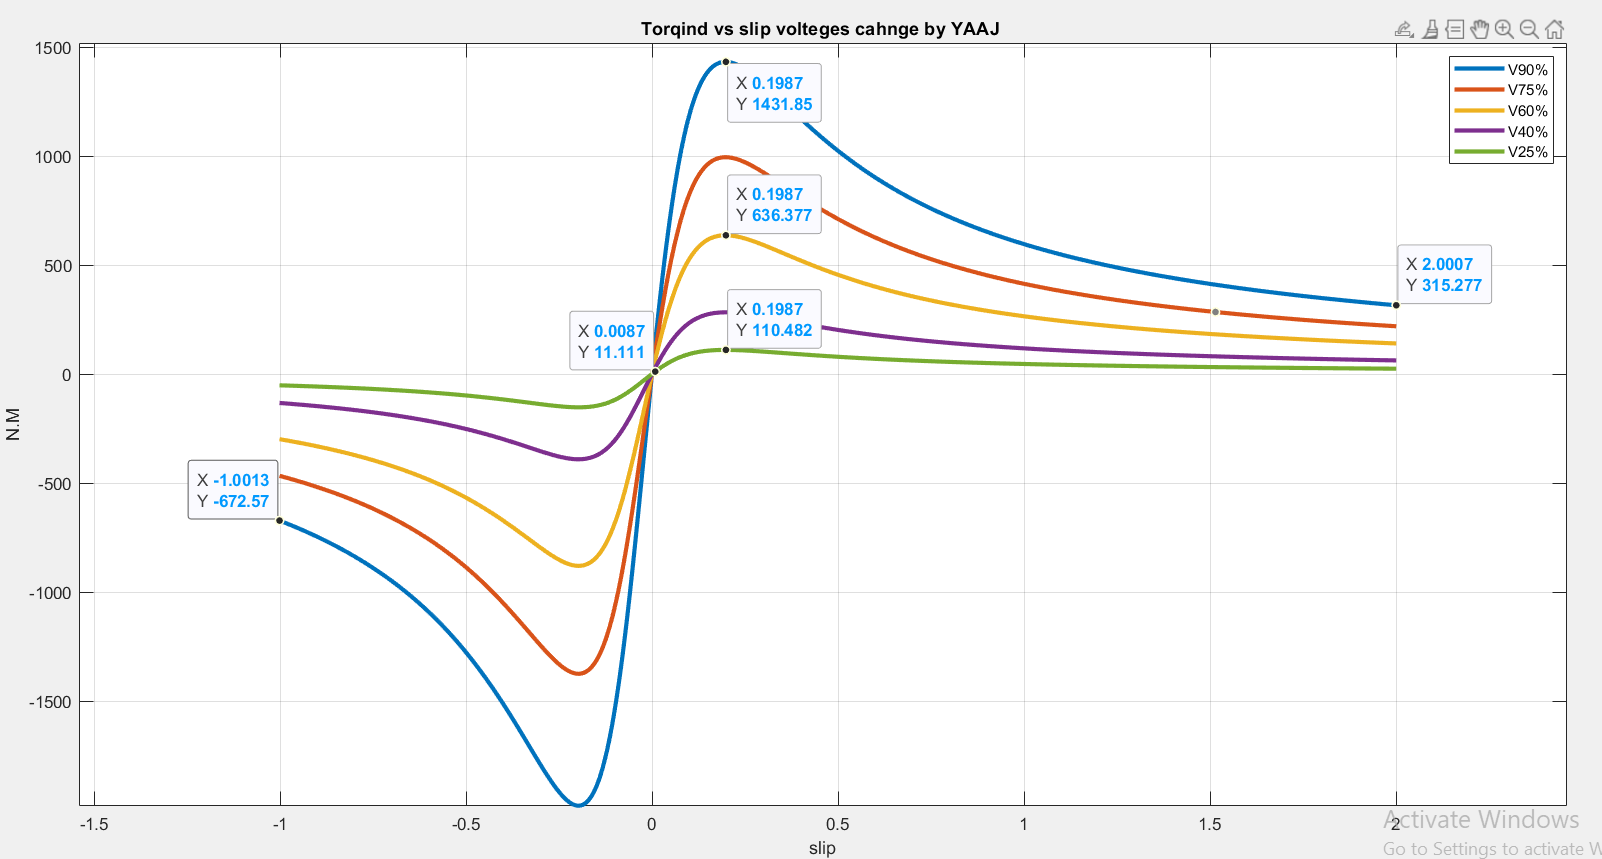 Torqind vs slip volteges cahnge by YAAJ
1500
1000
500
0
-500
-1000
-1500
N.M
-1.5
-1
-0.5
0
0.5
1
1.5
2
slip
V90%
V75%
V60%
V40%
V25%
X 0.1987
Y 1431.85
X 0.1987
Y 636.377
X 0.1987
Y 110.482
X 0.0087
Y 11.111
X 2.0007
Y 315.277
X -1.0013
Y -672.57
Activate Windows
Go to Settings to activate W